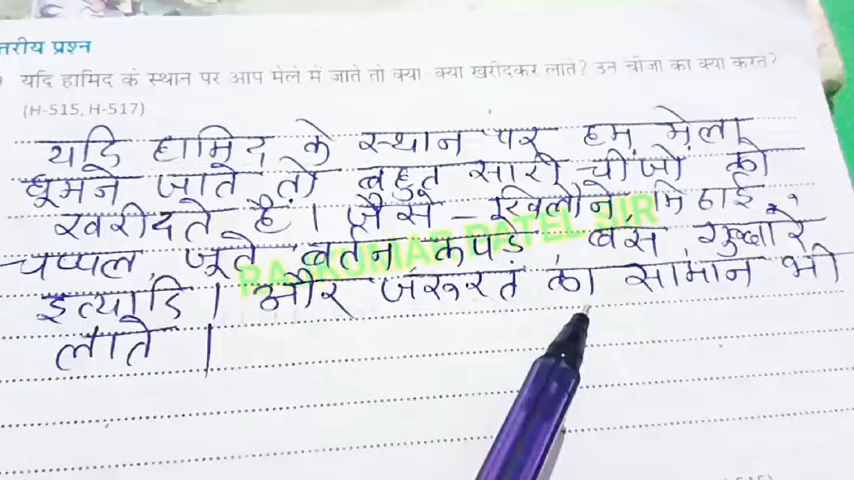 तरीय प्रश्न
यदि हामिद के स्थान पर आप मेले में जाते तो क्या- क्या खरीदकर लाते? उन चीजों का क्या करते?
(H-515, H-517)
यदि हामिद के स्थान पर हम मेला
घूमने जाते तो बहुत सारी चीजों को
खरीदते है। जैसे – खिलौने मिठाई,
चप्पल, जूते बर्तन कपड़े, बस, गुब्बारे
इत्यादि। और जरूरत का सामान भी
लाते।
RAJKUMAR PATEL SIR